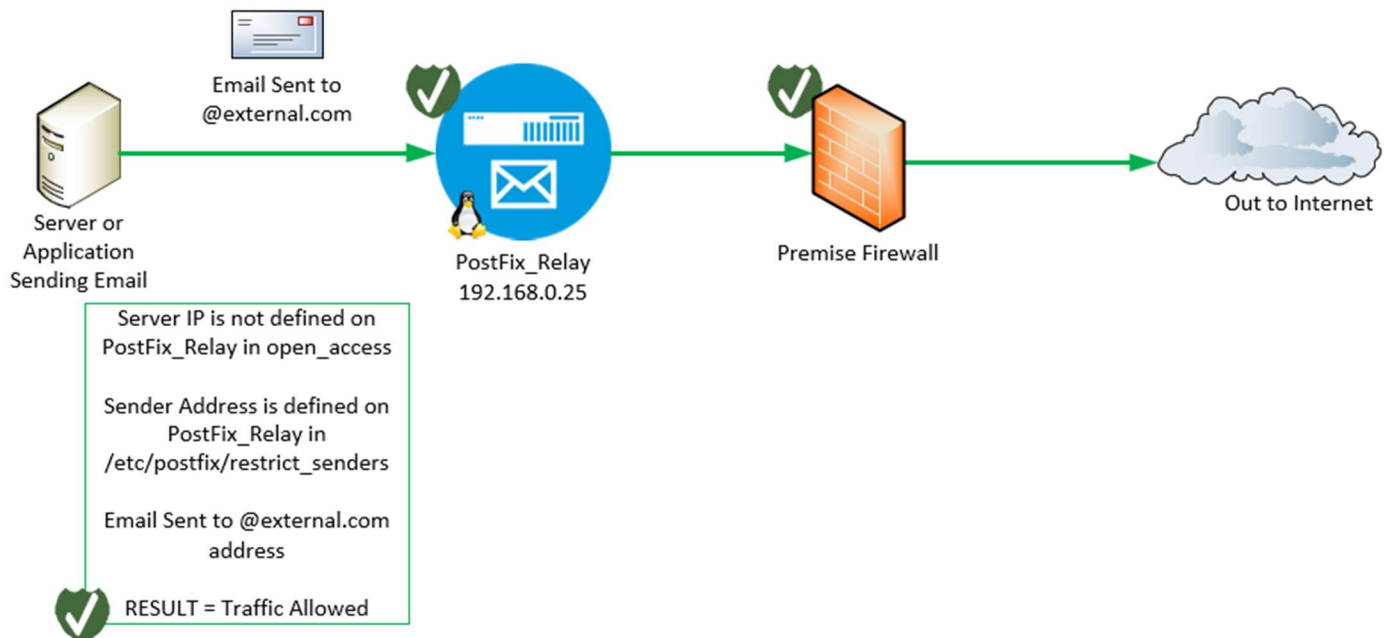 Email Sent to
@external.com
Server or
Application
Sending Email
PostFix_Relay
192.168.0.25
Premise Firewall
Out to Internet
Server IP is not defined on
PostFix_Relay in open_access
Sender Address is defined on
PostFix_Relay in
/etc/postfix/restrict_senders
Email Sent to @external.com
address
RESULT = Traffic Allowed